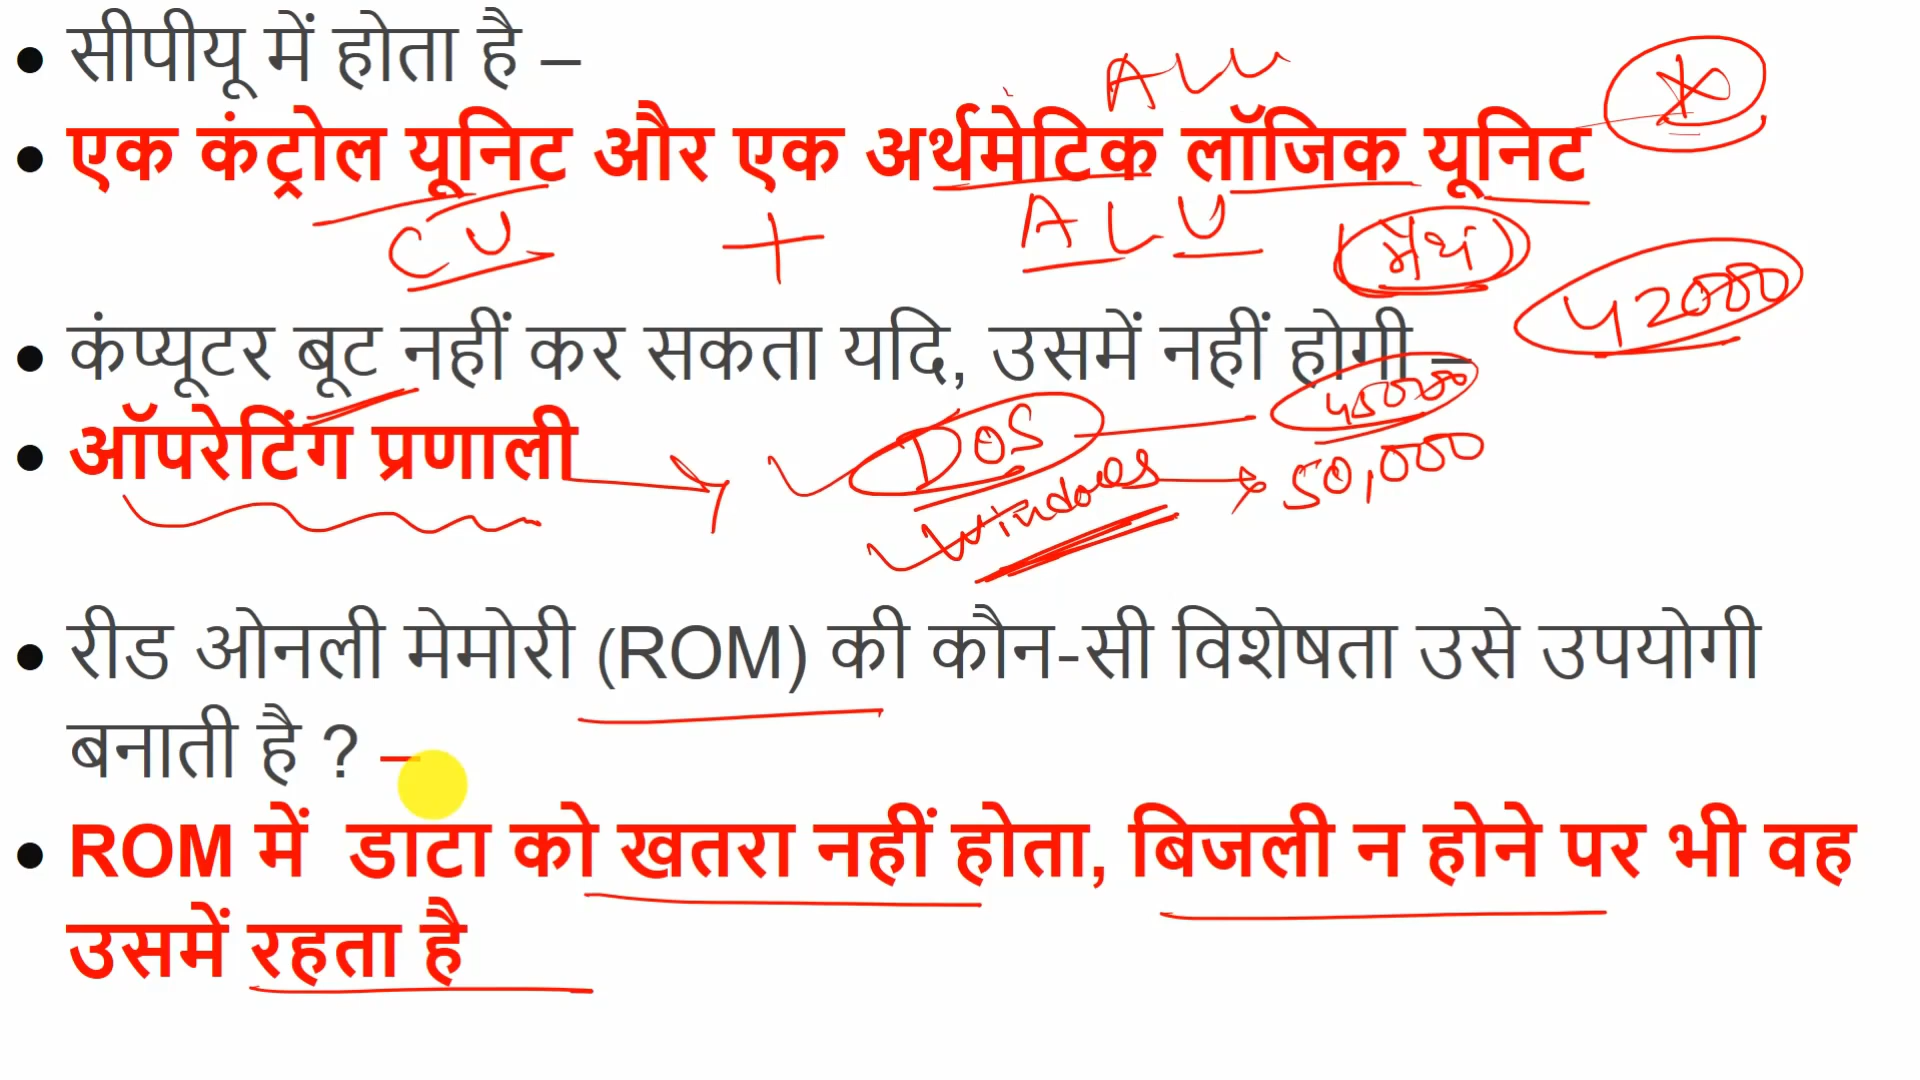 सीपीयू में होता है –
ALU
एक कंट्रोल यूनिट और एक अर्थमेटिक लॉजिक यूनिट
CU + ALU मैथ
42000
कंप्यूटर बूट नहीं कर सकता यदि, उसमें नहीं होगी –
45000
ऑपरेटिंग प्रणाली
DOS
Windows 50,000
रीड ओनली मेमोरी (ROM) की कौन-सी विशेषता उसे उपयोगी
बनाती है ? –
ROM में डाटा को खतरा नहीं होता, बिजली न होने पर भी वह
उसमें रहता है